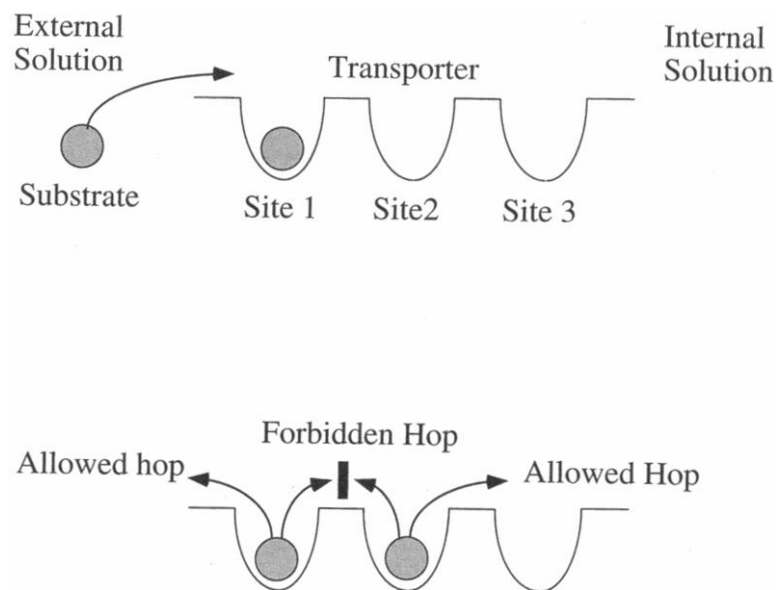 External
Solution
Transporter
Internal
Solution
Substrate
Site 1
Site2
Site 3
Forbidden Hop
Allowed hop
Allowed Hop